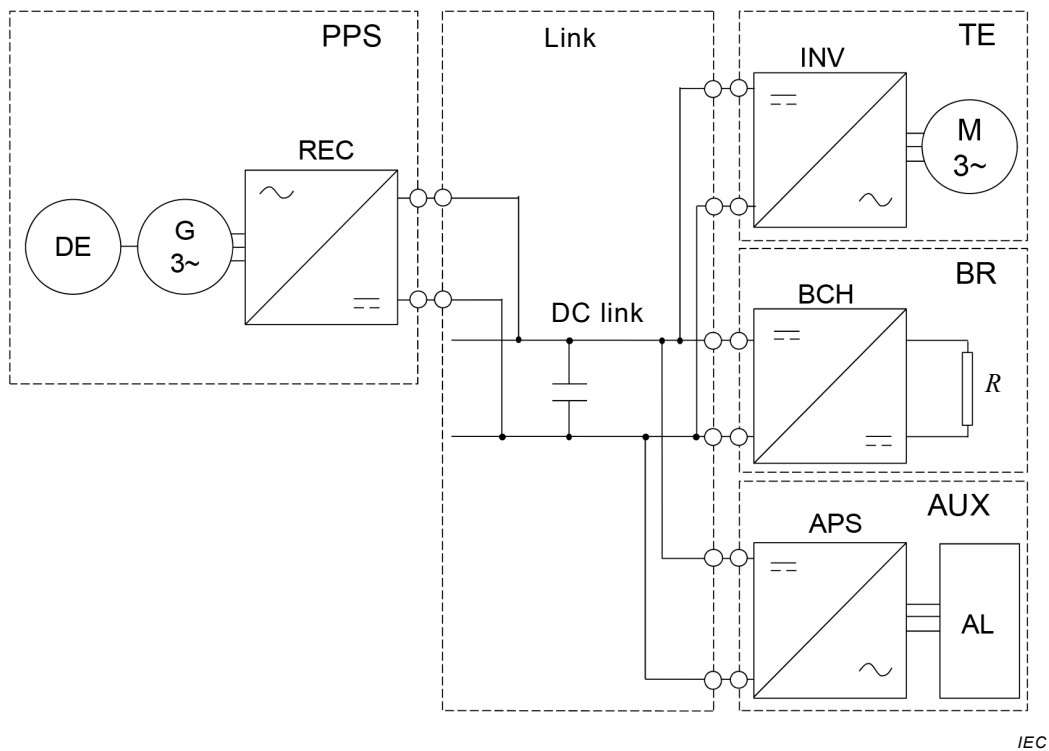 PPS
REC
DE
G
3~
Link
DC link
TE
INV
M
3~
BR
BCH
R
AUX
APS
AL
IEC